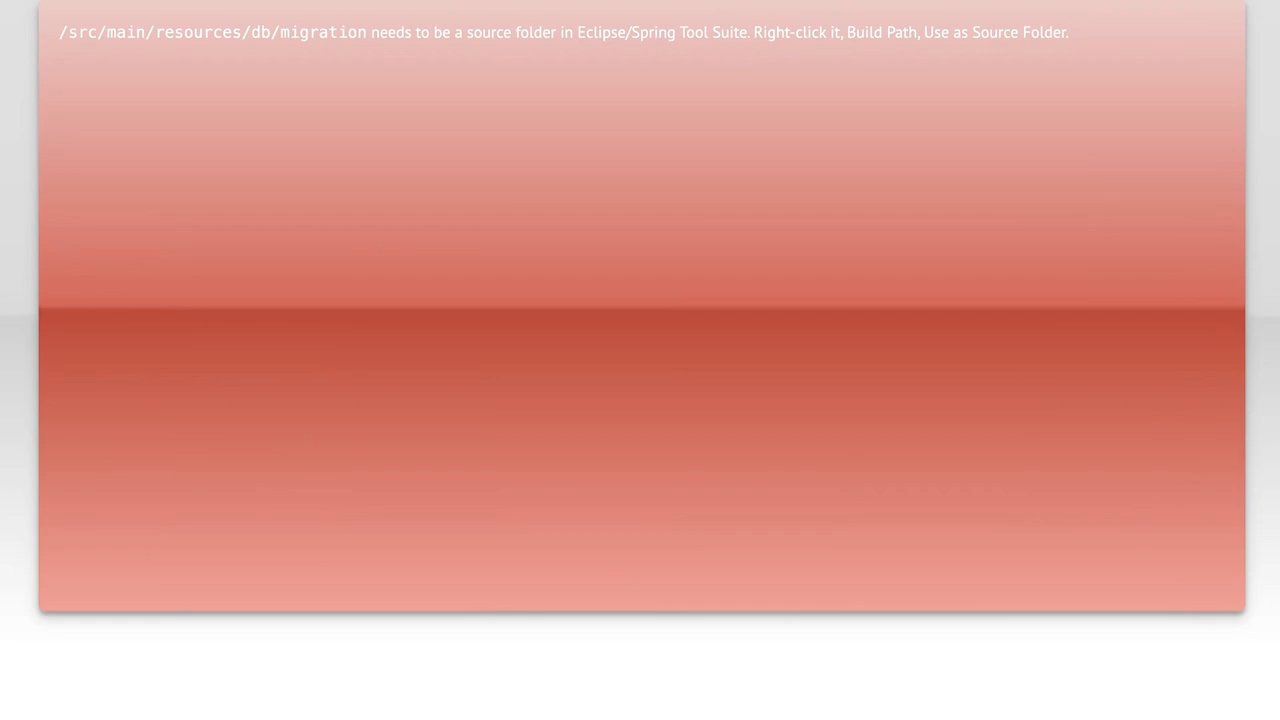 /src/main/resources/db/migration needs to be a source folder in Eclipse/Spring Tool Suite. Right-click it, Build Path, Use as Source Folder.